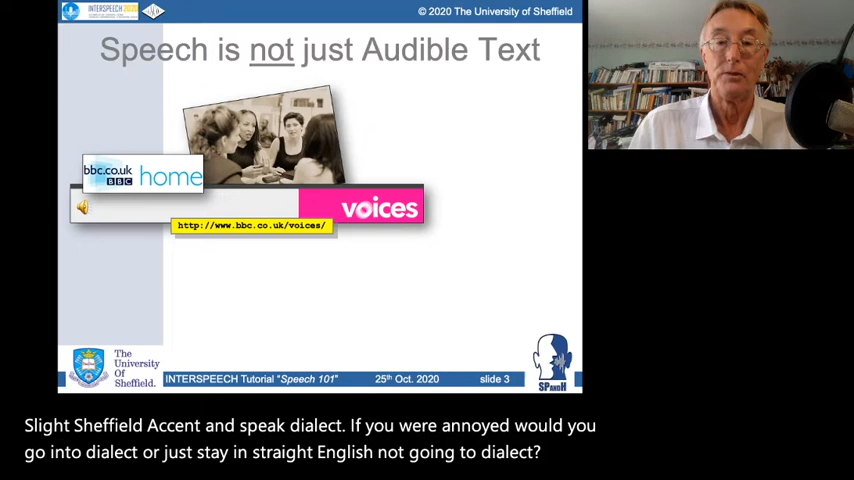 INTERSPEECH 2020
© 2020 The University of Sheffield
Speech is not just Audible Text
bbc.co.uk
BBC
home
voices
http://www.bbc.co.uk/voices/
The
University
Of
Sheffield.
INTERSPEECH Tutorial "Speech 101"
25th Oct. 2020
slide 3
SPandH
Slight Sheffield Accent and speak dialect. If you were annoyed would you
go into dialect or just stay in straight English not going to dialect?